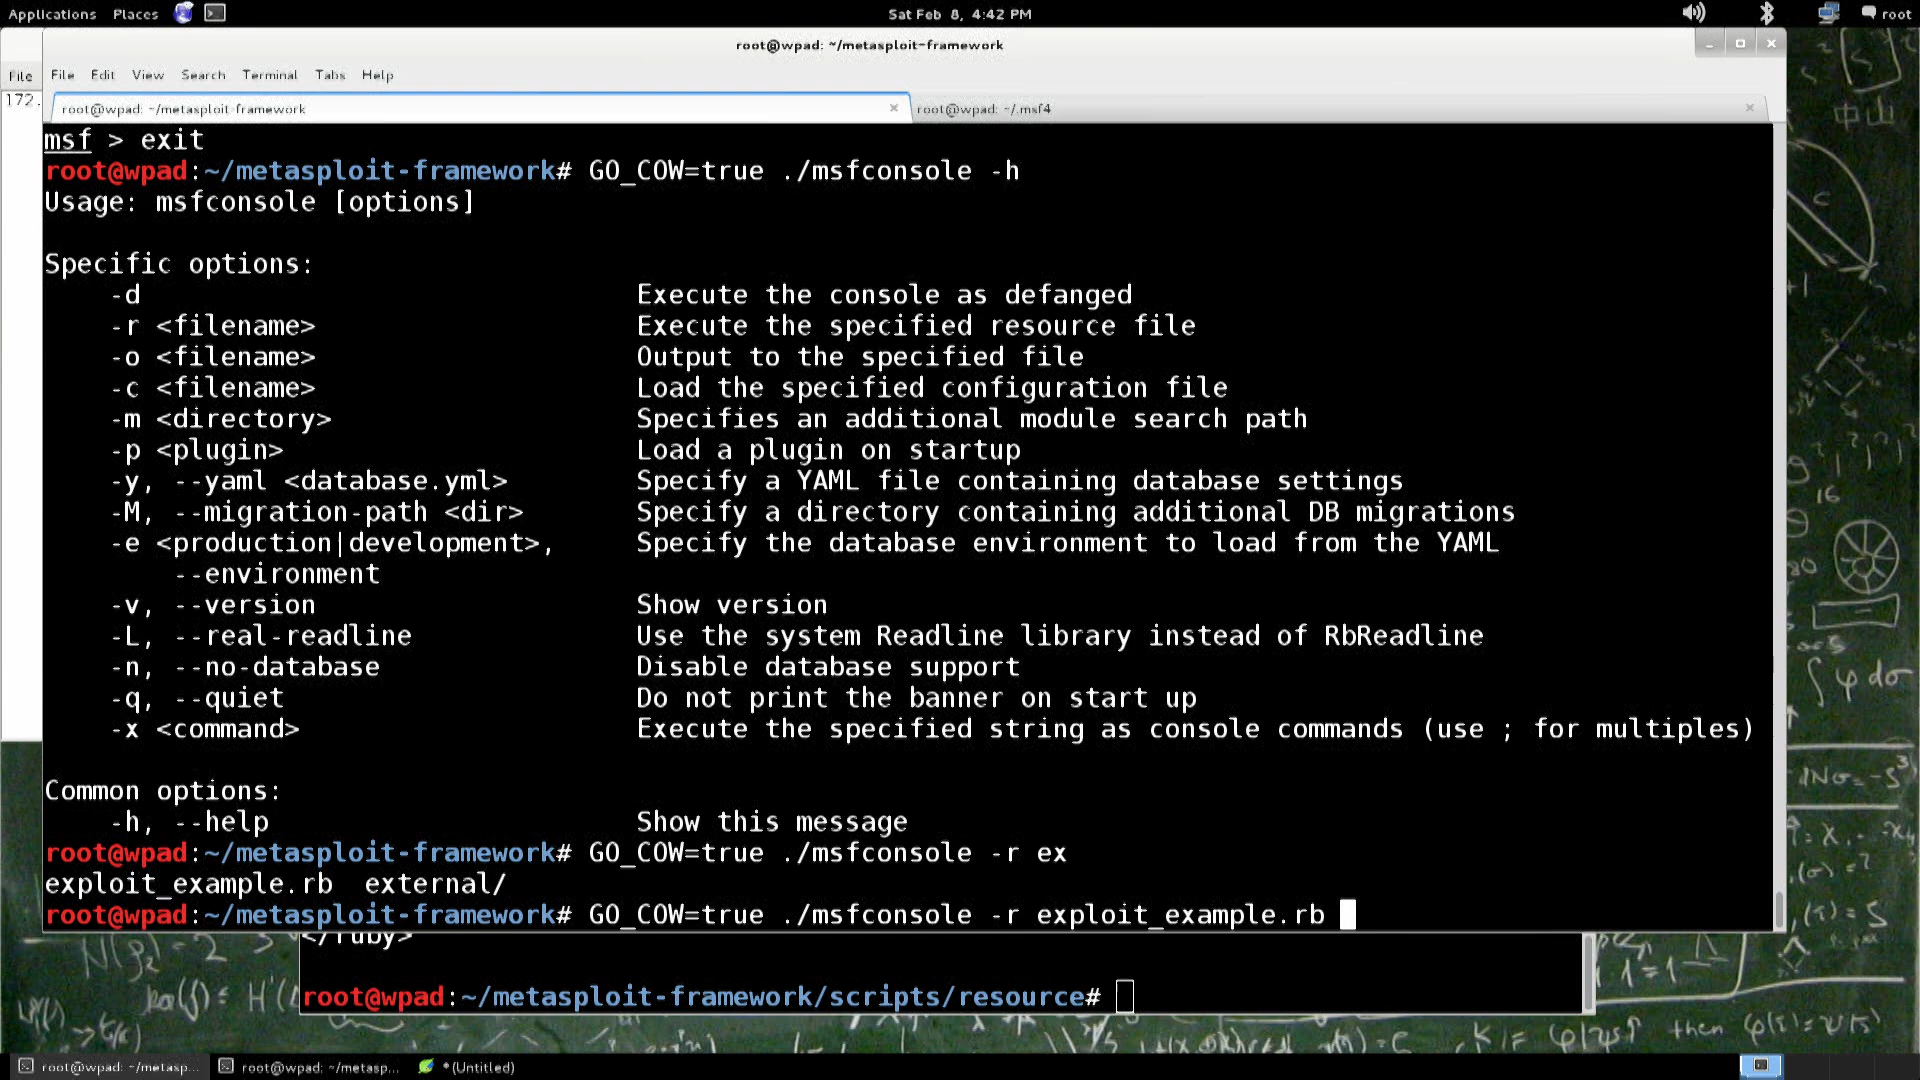 Applications Places Sat Feb 8, 4:42 PM root
root@wpad: ~/metasploit-framework
File File Edit View Search Terminal Tabs Help
172.
root@wpad: ~/metasploit-framework root@wpad: ~/.msf4
msf > exit
root@wpad:~/metasploit-framework# GO_COW=true ./msfconsole -h
Usage: msfconsole [options]
Specific options:
-d Execute the console as defanged
-r <filename> Execute the specified resource file
-o <filename> Output to the specified file
-c <filename> Load the specified configuration file
-m <directory> Specifies an additional module search path
-p <plugin> Load a plugin on startup
-y, --yaml <database.yml> Specify a YAML file containing database settings
-M, --migration-path <dir> Specify a directory containing additional DB migrations
-e <production|development>, Specify the database environment to load from the YAML
--environment
-v, --version Show version
-L, --real-readline Use the system Readline library instead of RbReadline
-n, --no-database Disable database support
-q, --quiet Do not print the banner on start up
-x <command> Execute the specified string as console commands (use ; for multiples)
Common options:
-h, --help Show this message
root@wpad:~/metasploit-framework# GO_COW=true ./msfconsole -r ex
exploit_example.rb external/
root@wpad:~/metasploit-framework# GO_COW=true ./msfconsole -r exploit_example.rb
</ruby>
root@wpad:~/metasploit-framework/scripts/resource#
root@wpad: ~/metasp... root@wpad: ~/metasp... *(Untitled)
中山
16
then